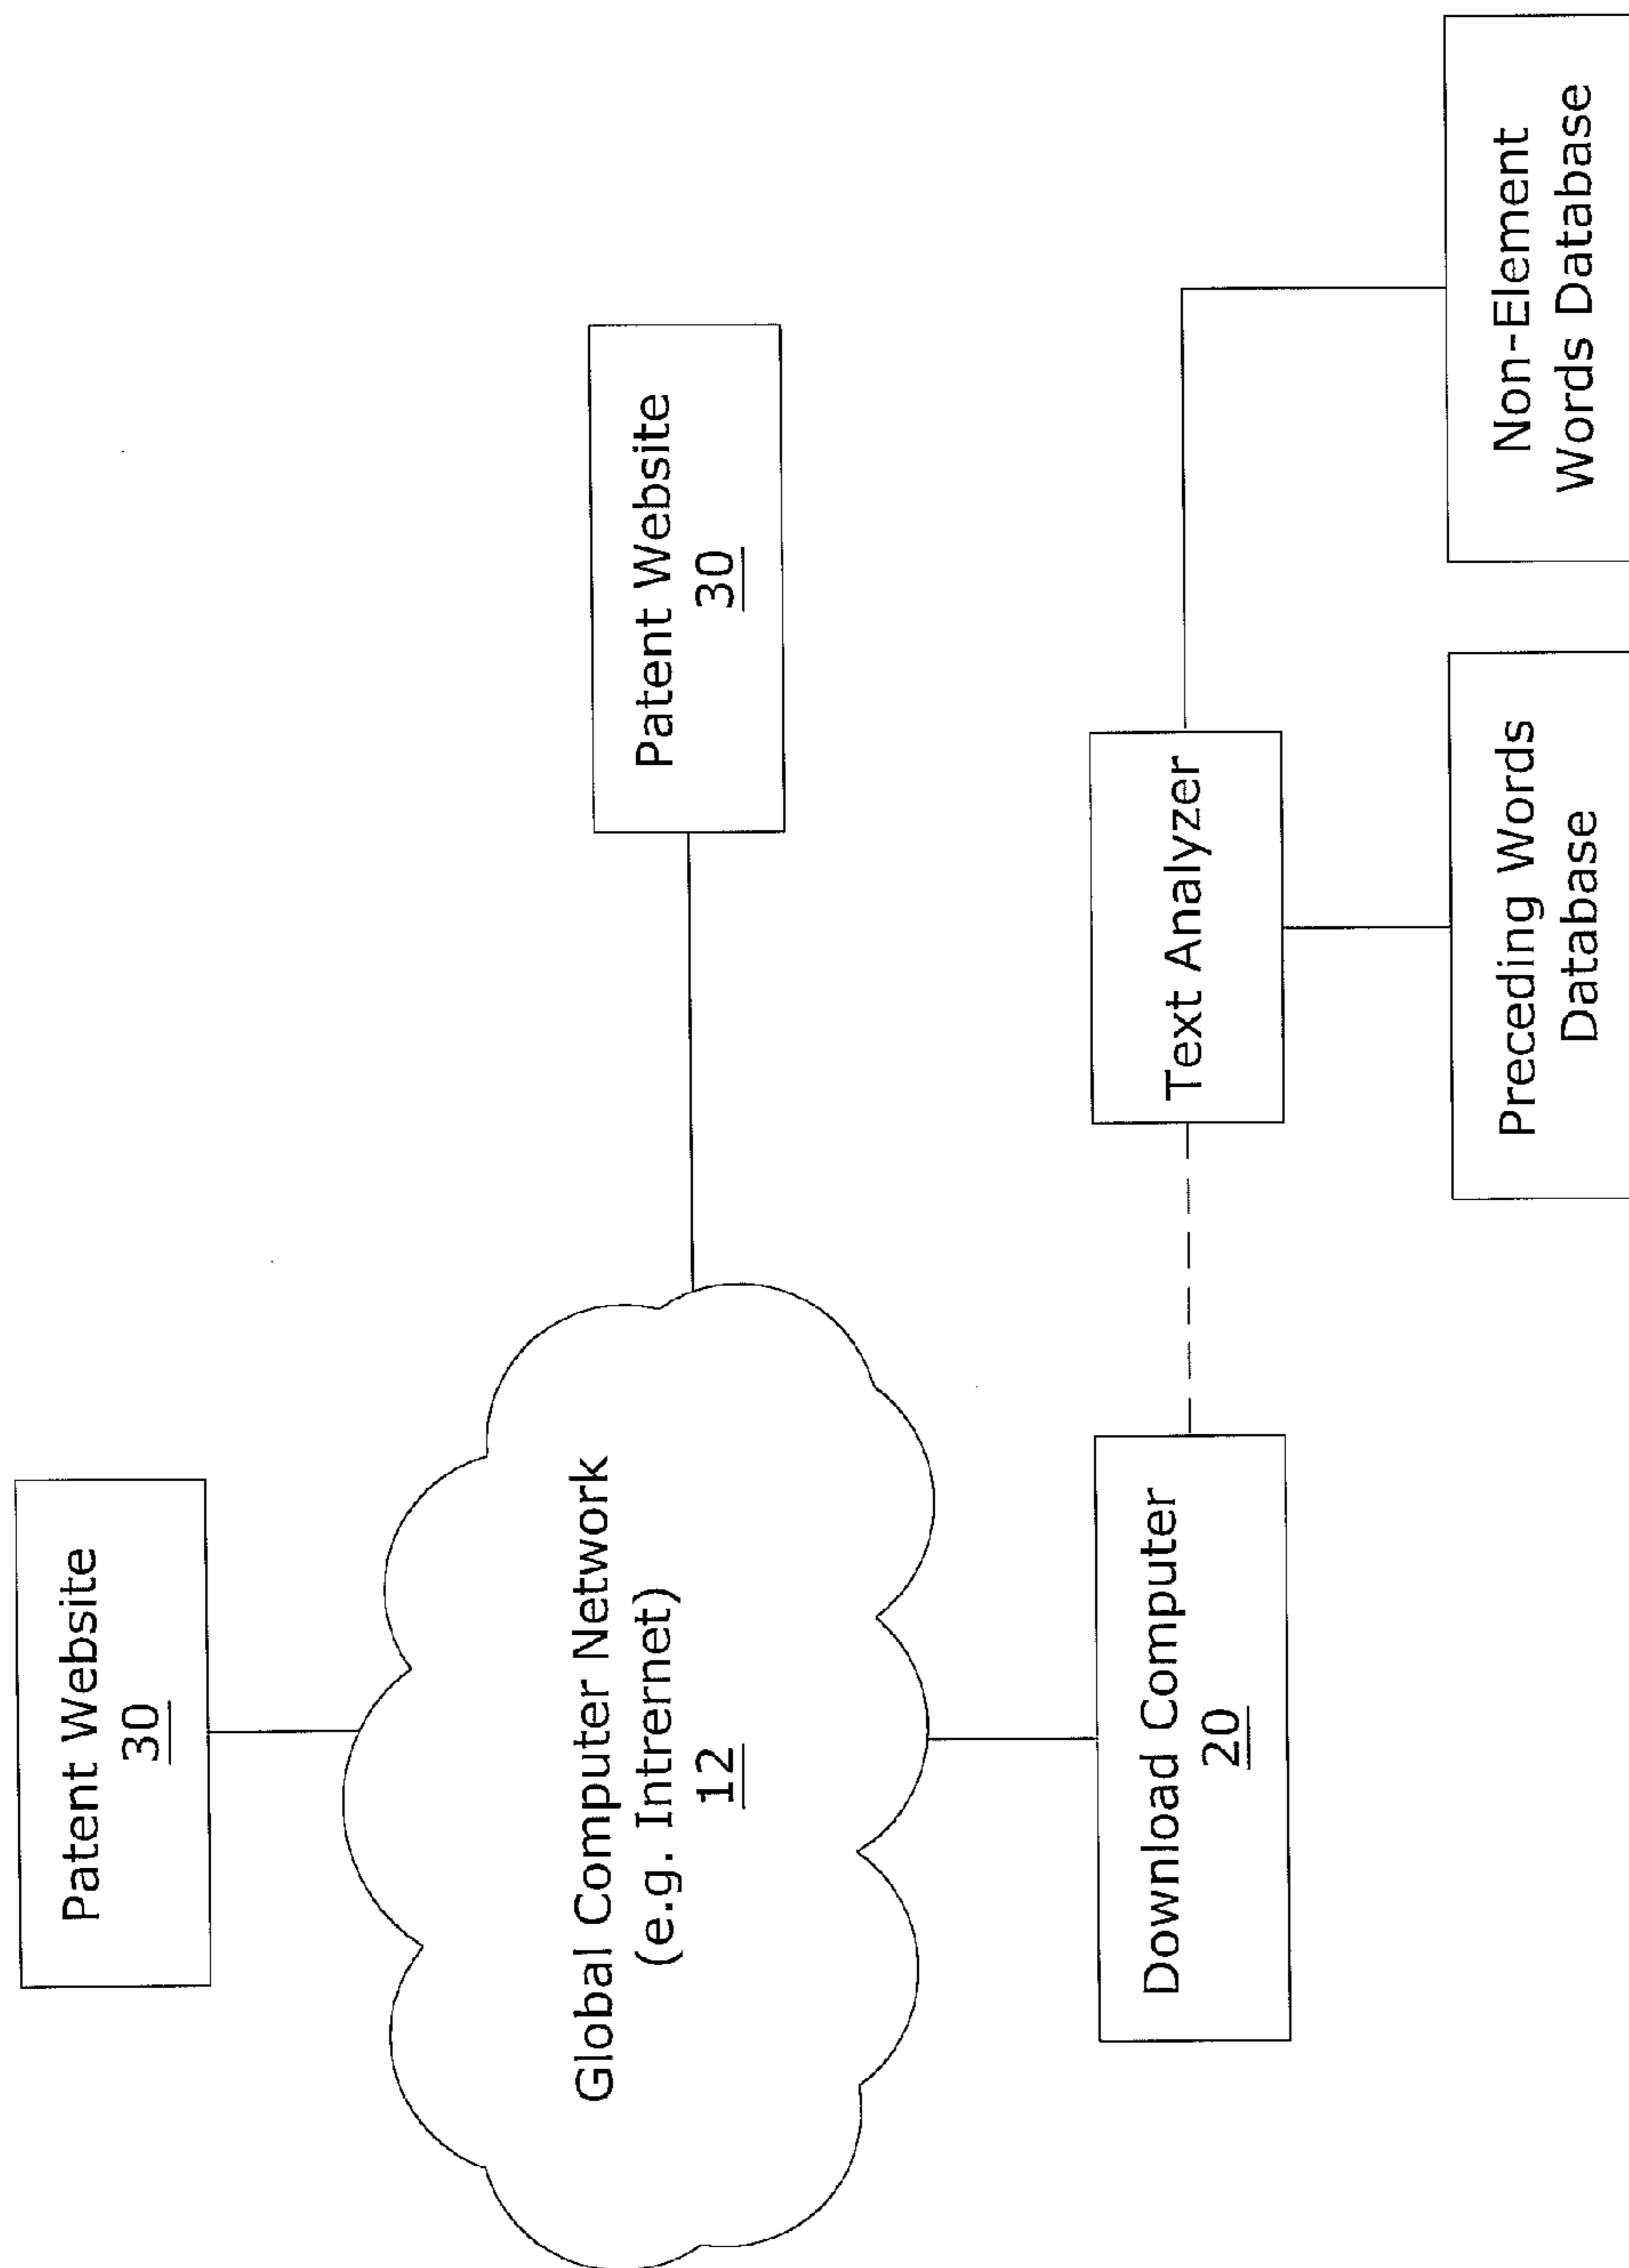 Patent Website
30
Global Computer Network
(e.g. Intrernet)
12
Patent Website
30
Download Computer
20
Text Analyzer
Preceding Words
Database
Non-Element
Words Database